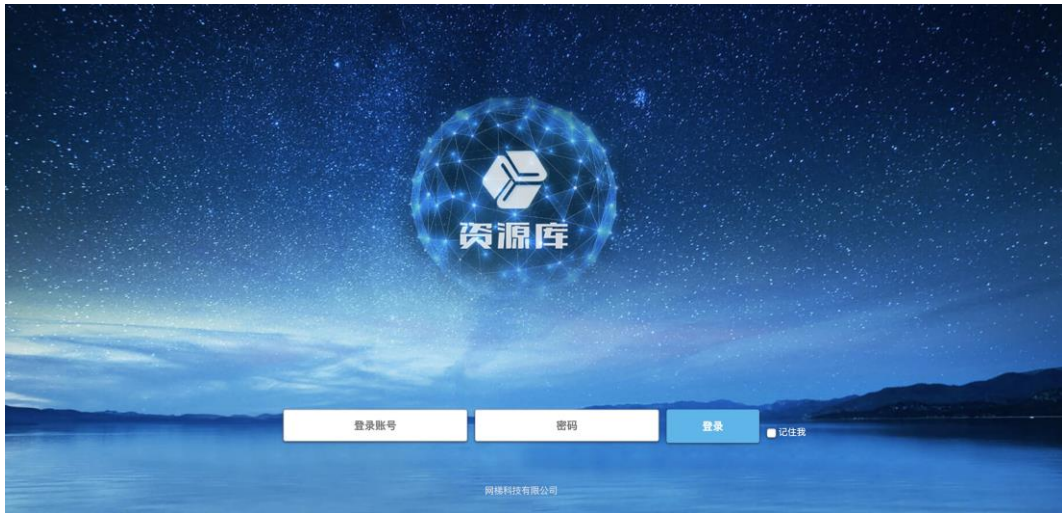 资源库
登录账号
密码
登录
记住我
网梯科技有限公司